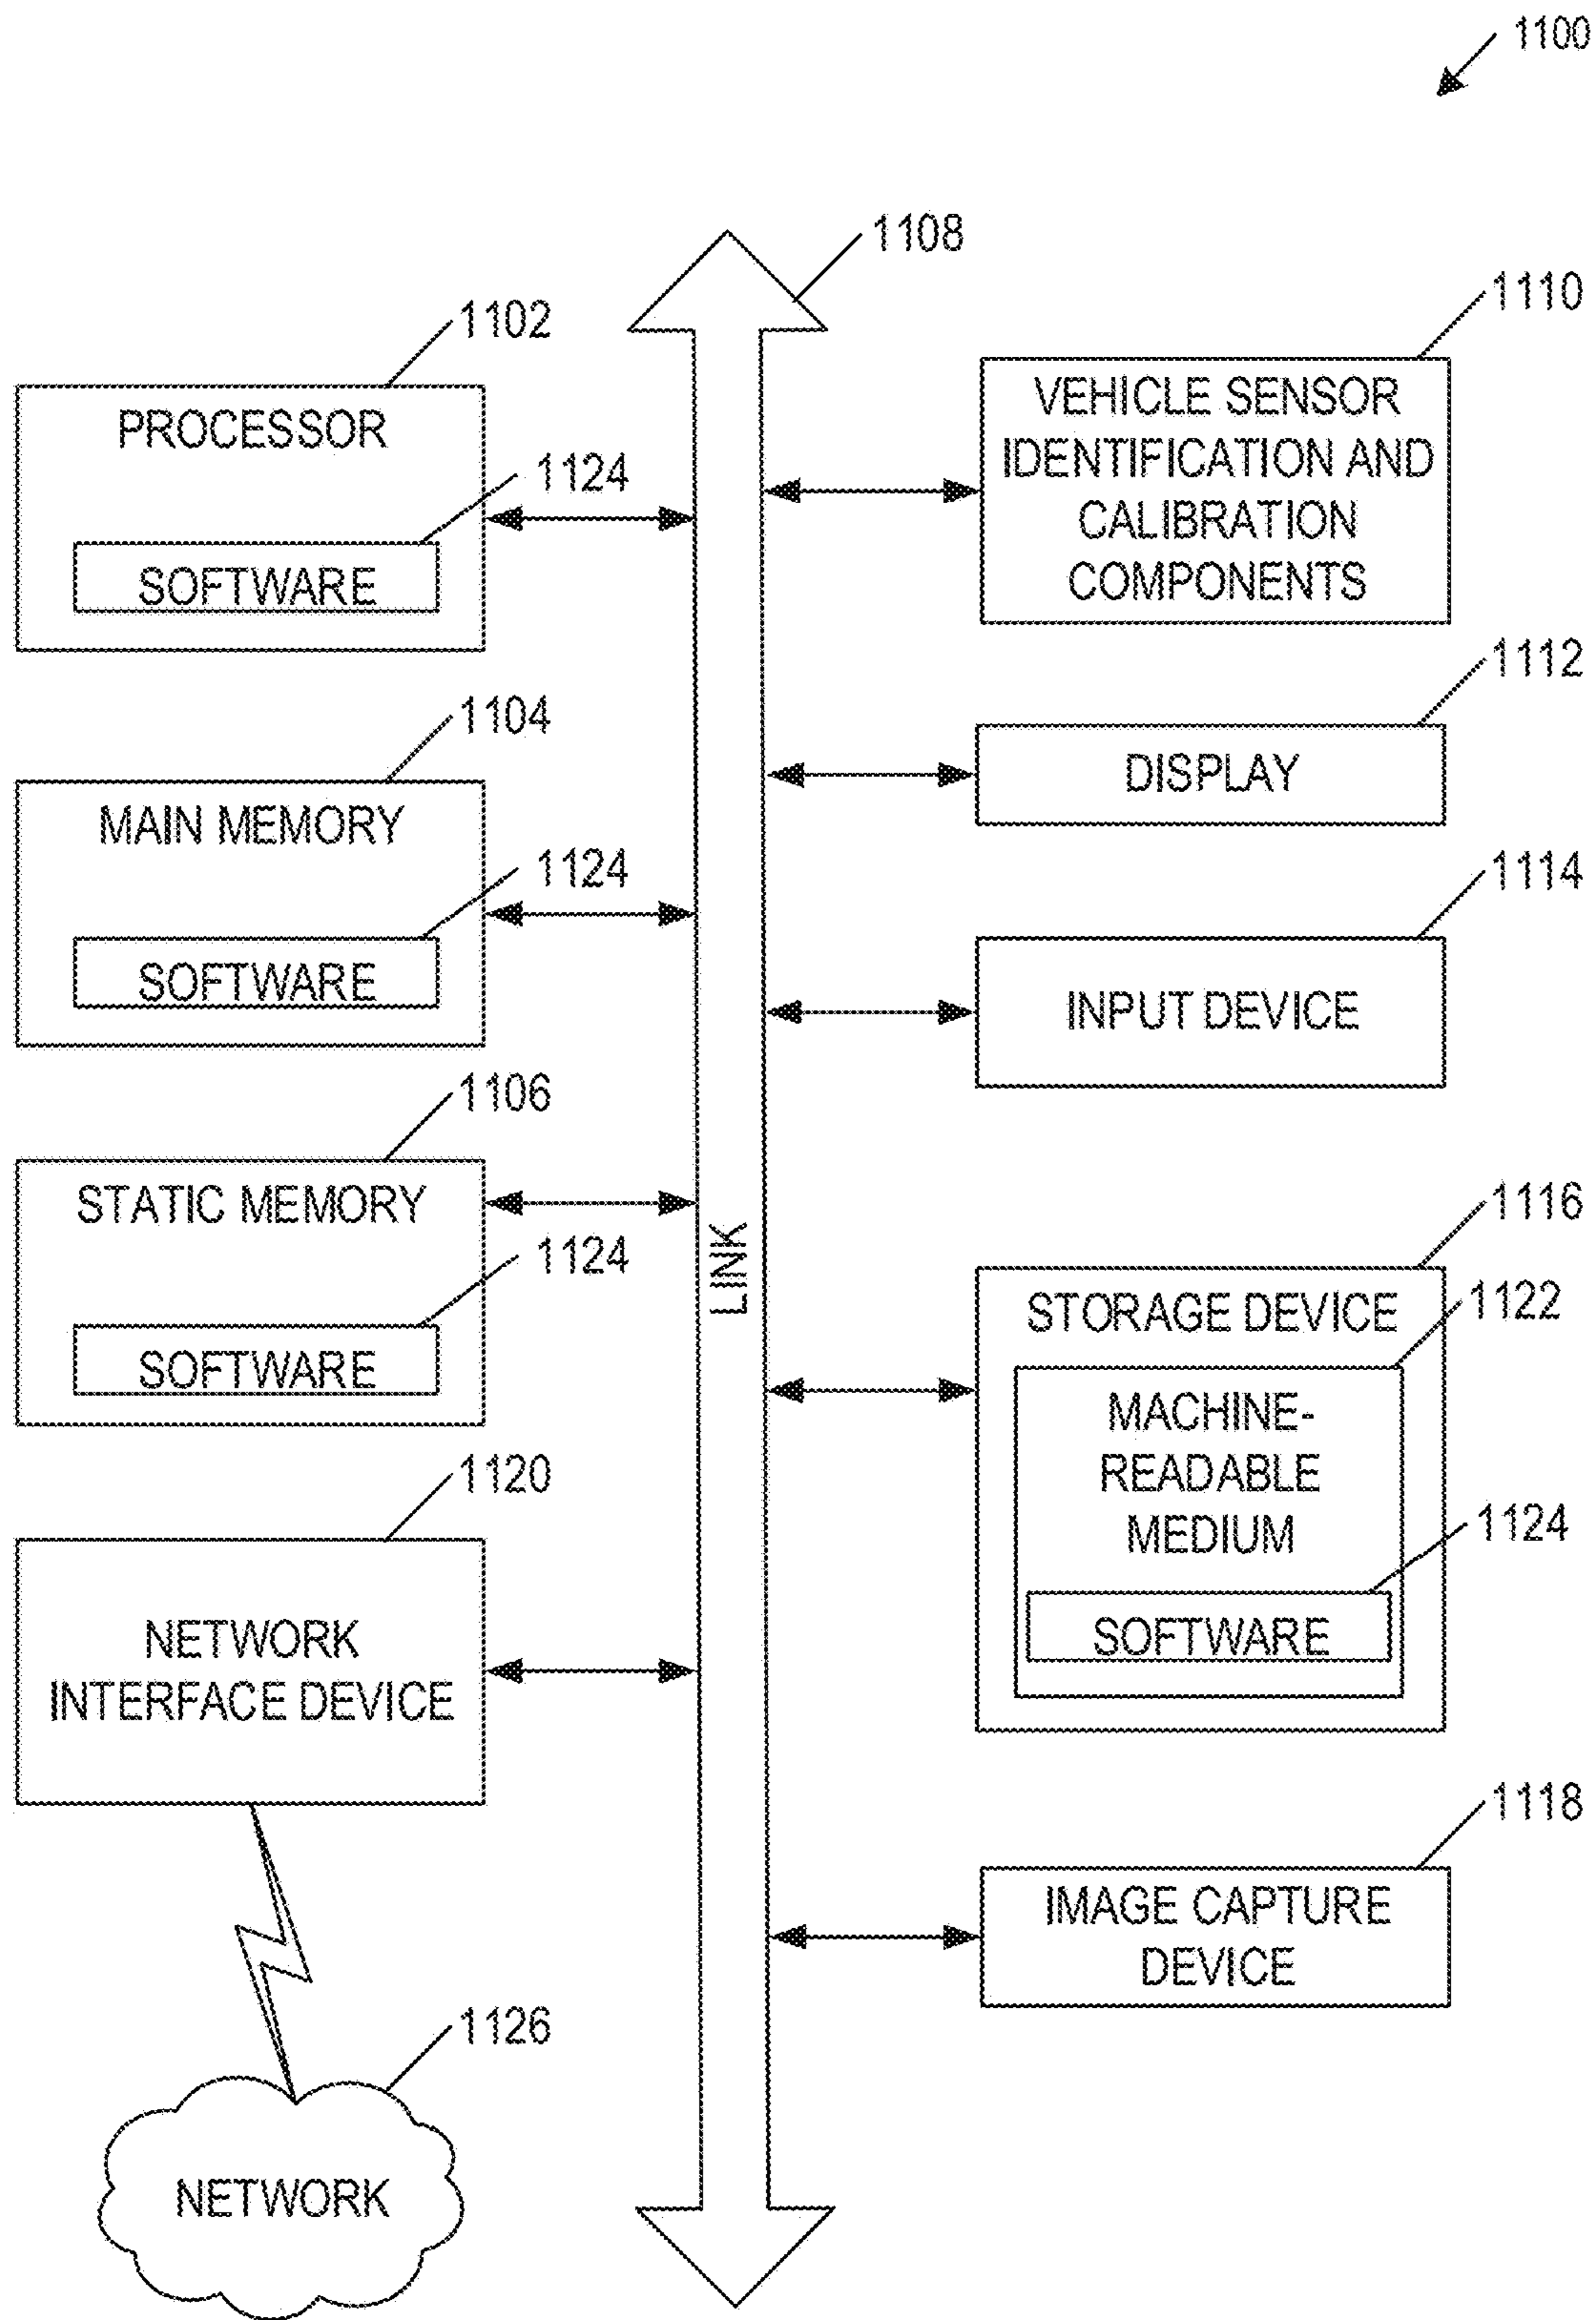 1100
1108
1102
PROCESSOR
1124
SOFTWARE
1104
MAIN MEMORY
1124
SOFTWARE
1106
STATIC MEMORY
1124
SOFTWARE
1120
NETWORK
INTERFACE DEVICE
1126
NETWORK
LINK
1110
VEHICLE SENSOR
IDENTIFICATION AND
CALIBRATION
COMPONENTS
1112
DISPLAY
1114
INPUT DEVICE
1116
STORAGE DEVICE
1122
MACHINE-
READABLE
MEDIUM
1124
SOFTWARE
1118
IMAGE CAPTURE
DEVICE